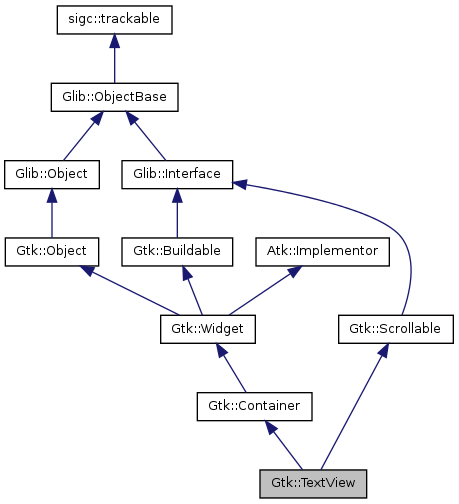 sigc::trackable
Glib::ObjectBase
Glib::Object
Glib::Interface
Gtk::Object
Gtk::Buildable
Atk::Implementor
Gtk::Widget
Gtk::Scrollable
Gtk::Container
Gtk::TextView